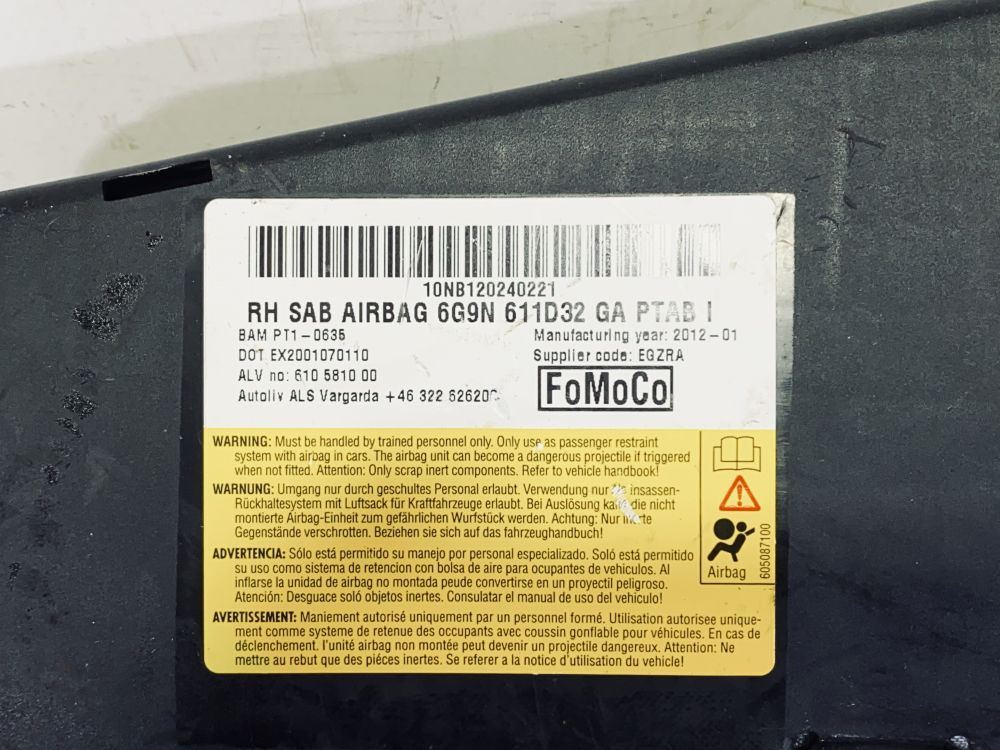 10NB120240221
RH SAB AIRBAG 6G9N 611D32 GA PTAB I
BAM PT1-0635
DOT EX2001070110
ALV no: 610 5810 00
Autoliv ALS Vargarda +46 322
Manufacturing year: 2012-01
Supplier code: EGZRA
FoMoCo
WARNING: Must be handled by trained personnel only. Only use as passenger restraint
system with airbag in cars. The airbag unit can become a dangerous projectile if triggered
when not fitted. Attention: Only scrap inert components. Refer to vehicle handbook!
WARNUNG: Umgang nur durch geschultes Personal erlaubt. Verwendung nur als insassen-
Rückhaltesystem mit Luftsack für Kraftfahrzeuge erlaubt. Bei Auslösung kann die nicht
montierte Airbag-Einheit zum gefährlichen Wurfstück werden. Achtung: Nur inerte
Gegenstände verschrotten. Beziehen sie sich auf das fahrzeughandbuch!
ADVERTENCIA: Sólo está permitido su manejo por personal especializado. Soló está permitido
su uso como sistema de retencion con bolsa de aire para ocupantes de vehiculos. Al
inflarse la unidad de airbag no montada peude convertirse en un proyectil peligroso.
Atención: Desguace soló objetos inertes. Consulatar el manual de uso del vehiculo!
AVERTISSEMENT: Maniement autorisé uniquement par un personnel formé. Utilisation autorisee unique-
ment comme systeme de retenue des occupants avec coussin gonflable pour véhicules. En cas de
déclenchement. l'unité airbag non montée peut devenir un projectile dangereux. Attention: Ne
mettre au rebut que des piéces inertes. Se referer a la notice d'utilisation du vehicule!
Airbag
605087100